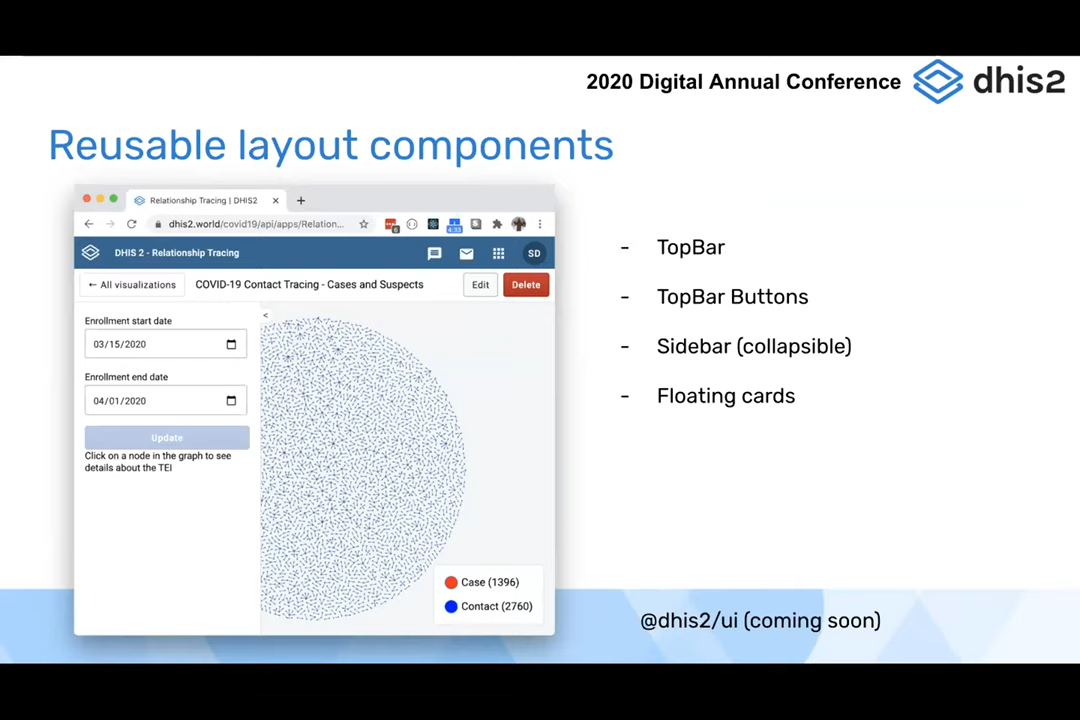 2020 Digital Annual Conference dhis2
Reusable layout components
Relationship Tracing | DHIS2
dhis2.world/covid19/api/apps/Relation...
6
4:33
DHIS 2 - Relationship Tracing
SD
← All visualizations
COVID-19 Contact Tracing - Cases and Suspects
Edit
Delete
<
Enrollment start date
03/15/2020
Enrollment end date
04/01/2020
Update
Click on a node in the graph to see
details about the TEI
Case (1396)
Contact (2760)
- TopBar
- TopBar Buttons
- Sidebar (collapsible)
- Floating cards
@dhis2/ui (coming soon)